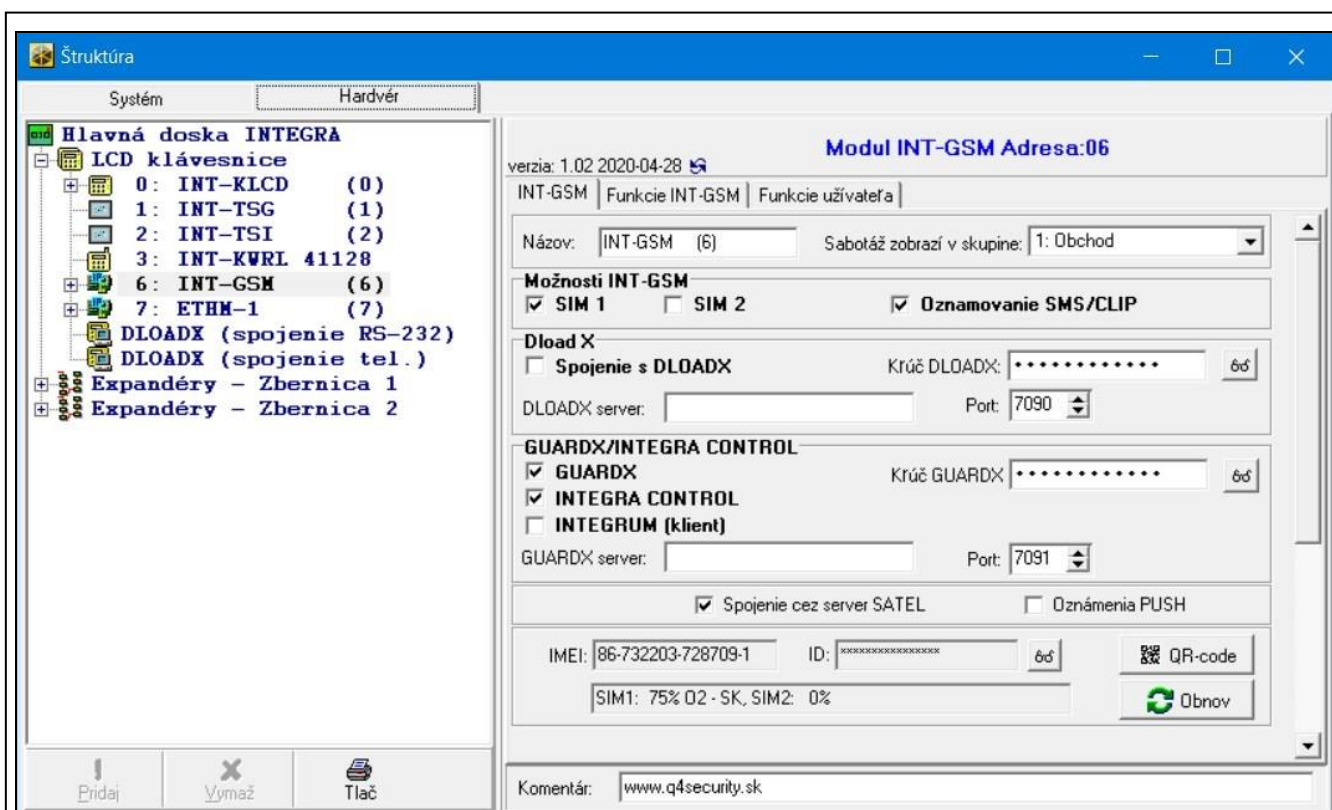 Štruktúra
Systém Hardvér
Hlavná doska INTEGRA
LCD klávesnice
0: INT-KLCD (0)
1: INT-TSG (1)
2: INT-TSI (2)
3: INT-KWRL 41128
6: INT-GSM (6)
7: ETHM-1 (7)
DLOADX (spojenie RS-232)
DLOADX (spojenie tel.)
Expandéry - Zbernica 1
Expandéry - Zbernica 2
Pridaj Vymaž Tlač
Modul INT-GSM Adresa:06
verzia: 1.02 2020-04-28
INT-GSM Funkcie INT-GSM Funkcie užívateľa
Názov: INT-GSM (6) Sabotáž zobrazí v skupine: 1: Obchod
Možnosti INT-GSM
SIM 1 SIM 2 Oznamovanie SMS/CLIP
Dload X
Spojenie s DLOADX Kľúč DLOADX: ••••••••••••
DLOADX server: Port: 7090
GUARDX/INTEGRA CONTROL
GUARDX Kľúč GUARDX ••••••••••••
INTEGRA CONTROL
INTEGRUM (klient)
GUARDX server: Port: 7091
Spojenie cez server SATEL Oznámenia PUSH
IMEI: 86-732203-728709-1 ID: **************** QR-code
SIM1: 75% O2 - SK, SIM2: 0% Obnov
Komentár: www.q4security.sk